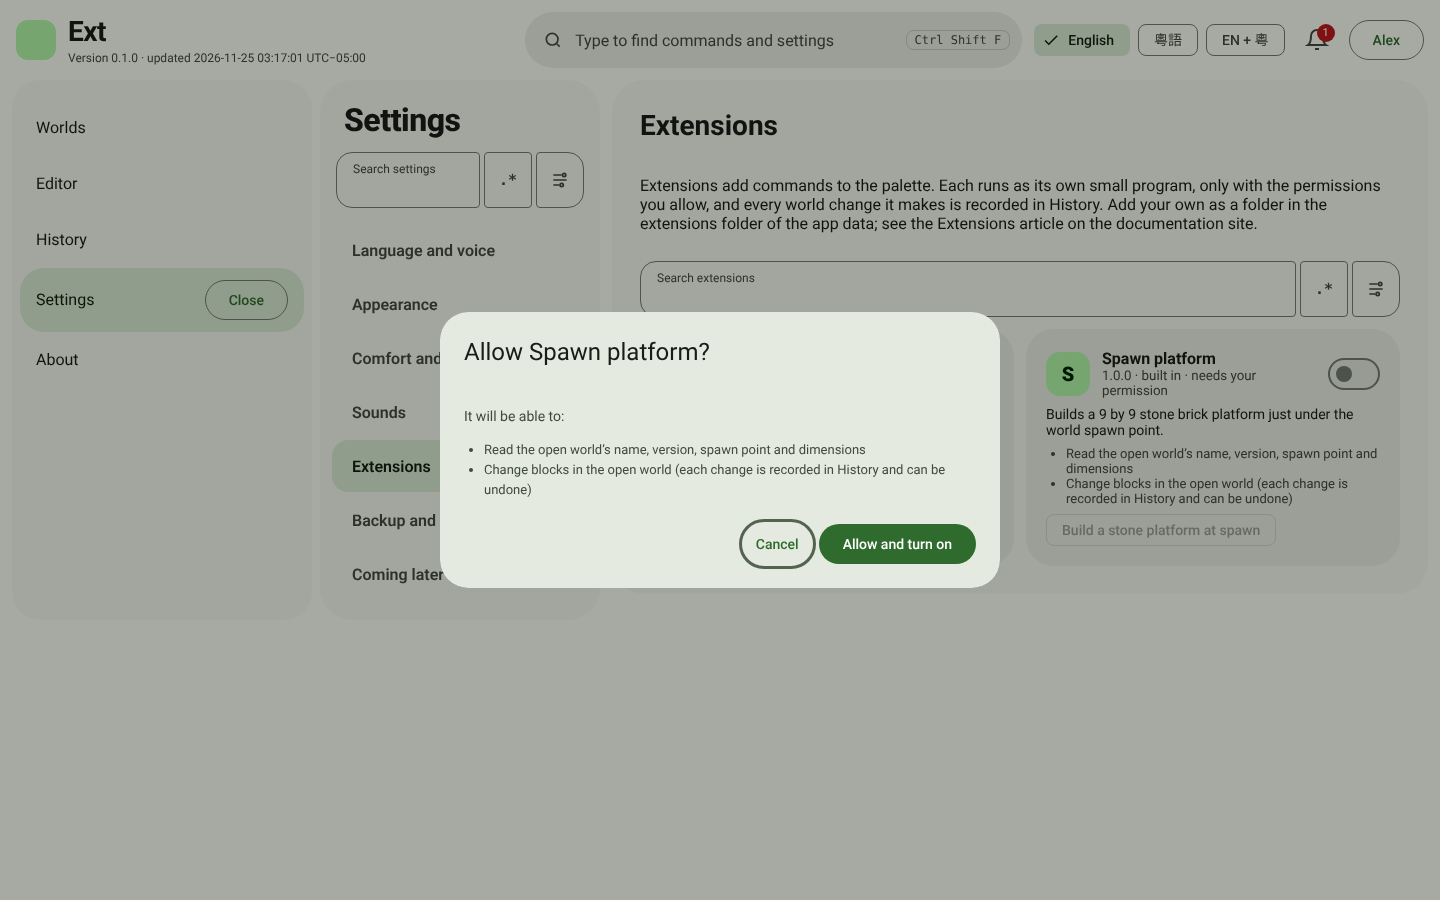 Ext
Version 0.1.0 · updated 2026-11-25 03:17:01 UTC−05:00
Type to find commands and settings
Ctrl Shift F
English
粵語
EN + 粵
1
Alex
Worlds
Editor
History
Settings
Close
About
Settings
Search settings
.*
Language and voice
Appearance
Comfort and
Sounds
Extensions
Backup and
Coming later
Extensions
Extensions add commands to the palette. Each runs as its own small program, only with the permissions
you allow, and every world change it makes is recorded in History. Add your own as a folder in the
extensions folder of the app data; see the Extensions article on the documentation site.
Search extensions
.*
S
Spawn platform
1.0.0 · built in · needs your
permission
Builds a 9 by 9 stone brick platform just under the
world spawn point.
• Read the open world’s name, version, spawn point and
dimensions
• Change blocks in the open world (each change is
recorded in History and can be undone)
Build a stone platform at spawn
Allow Spawn platform?
It will be able to:
• Read the open world’s name, version, spawn point and dimensions
• Change blocks in the open world (each change is recorded in History and can be
undone)
Cancel
Allow and turn on